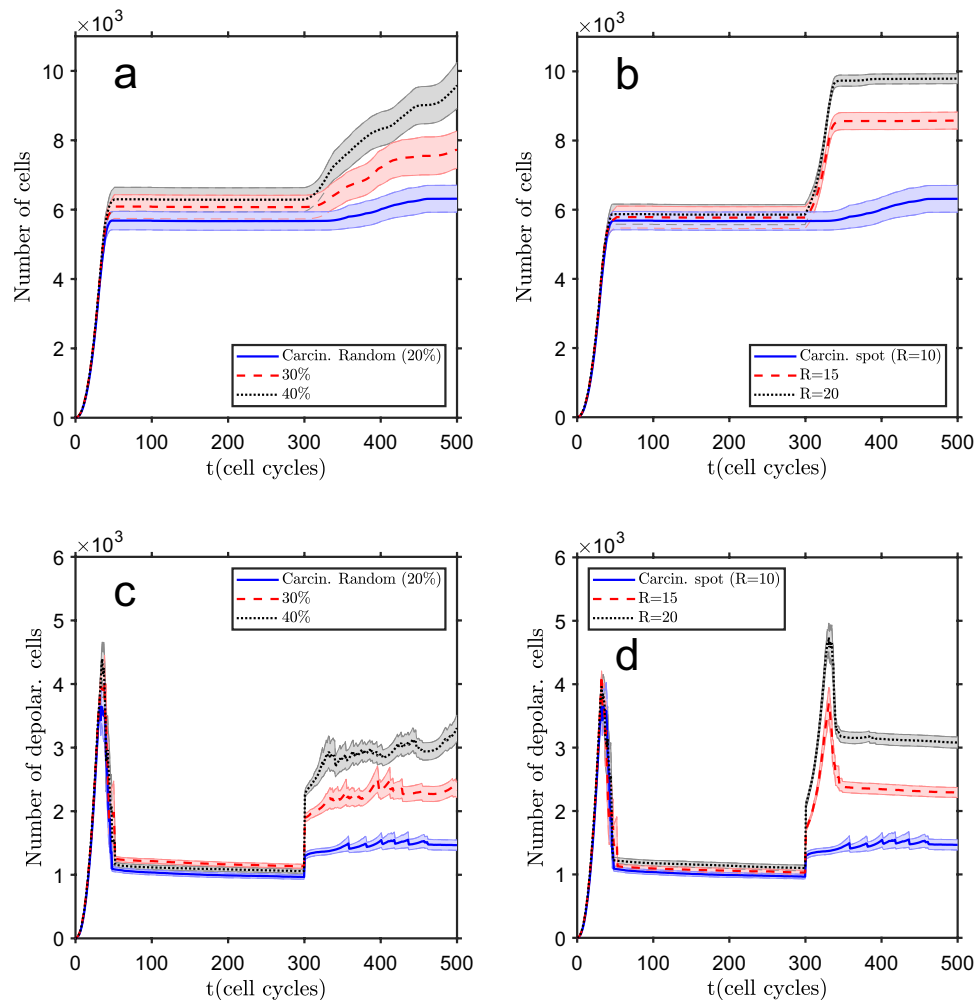 ×10³
a
Number of cells
10
8
6
4
2
0
Carcin. Random (20%)
30%
40%
0 100 200 300 400 500
t(cell cycles)
×10³
b
Number of cells
10
8
6
4
2
0
Carcin. spot (R=10)
R=15
R=20
0 100 200 300 400 500
t(cell cycles)
×10³
c
Number of depolar. cells
6
5
4
3
2
1
0
Carcin. Random (20%)
30%
40%
0 100 200 300 400 500
t(cell cycles)
×10³
Carcin. spot (R=10)
R=15
R=20
d
Number of depolar. cells
6
5
4
3
2
1
0
0 100 200 300 400 500
t(cell cycles)